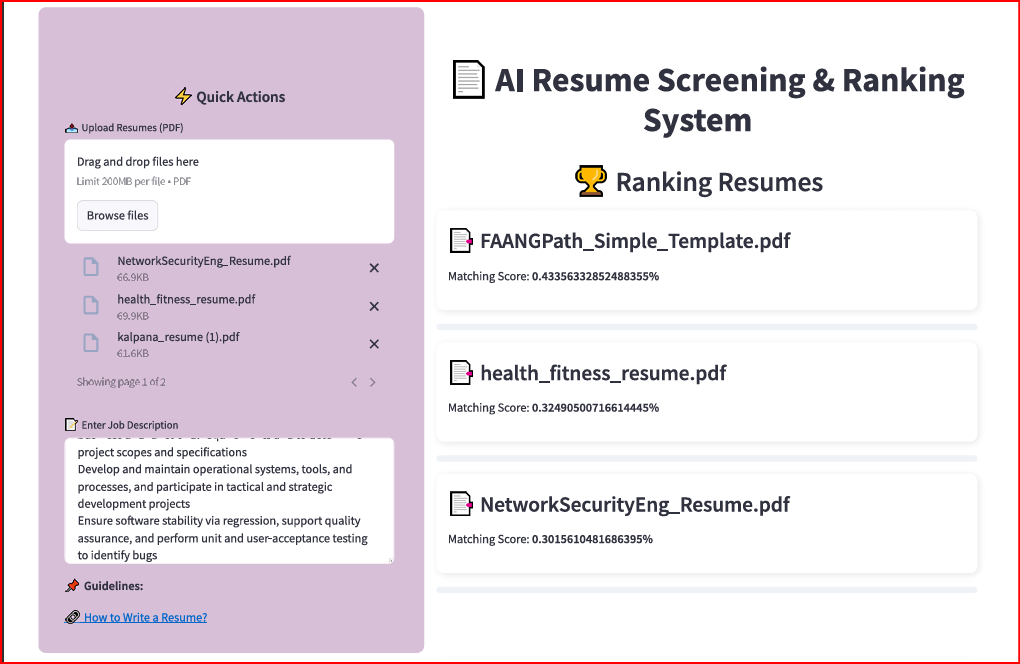 Quick Actions
Upload Resumes (PDF)
Drag and drop files here
Limit 200MB per file • PDF
Browse files
NetworkSecurityEng_Resume.pdf
66.9KB
health_fitness_resume.pdf
69.9KB
kalpana_resume (1).pdf
61.6KB
Showing page 1 of 2
Enter Job Description
project scopes and specifications
Develop and maintain operational systems, tools, and
processes, and participate in tactical and strategic
development projects
Ensure software stability via regression, support quality
assurance, and perform unit and user-acceptance testing
to identify bugs
Guidelines:
How to Write a Resume?
AI Resume Screening & Ranking
System
Ranking Resumes
FAANGPath_Simple_Template.pdf
Matching Score: 0.43356332852488355%
health_fitness_resume.pdf
Matching Score: 0.32490500716614445%
NetworkSecurityEng_Resume.pdf
Matching Score: 0.3015610481686395%